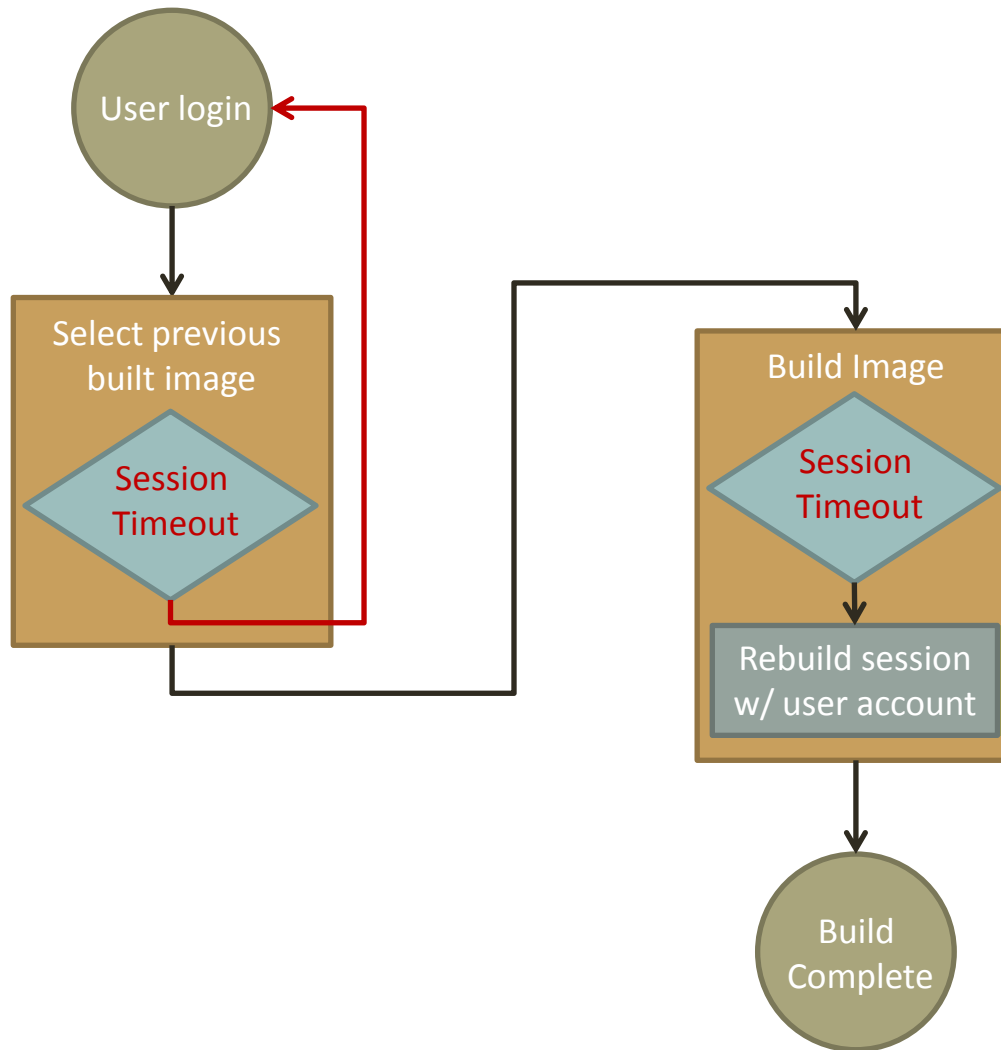 User login
Select previous
built image
Session
Timeout
Build Image
Session
Timeout
Rebuild session
w/ user account
Build
Complete